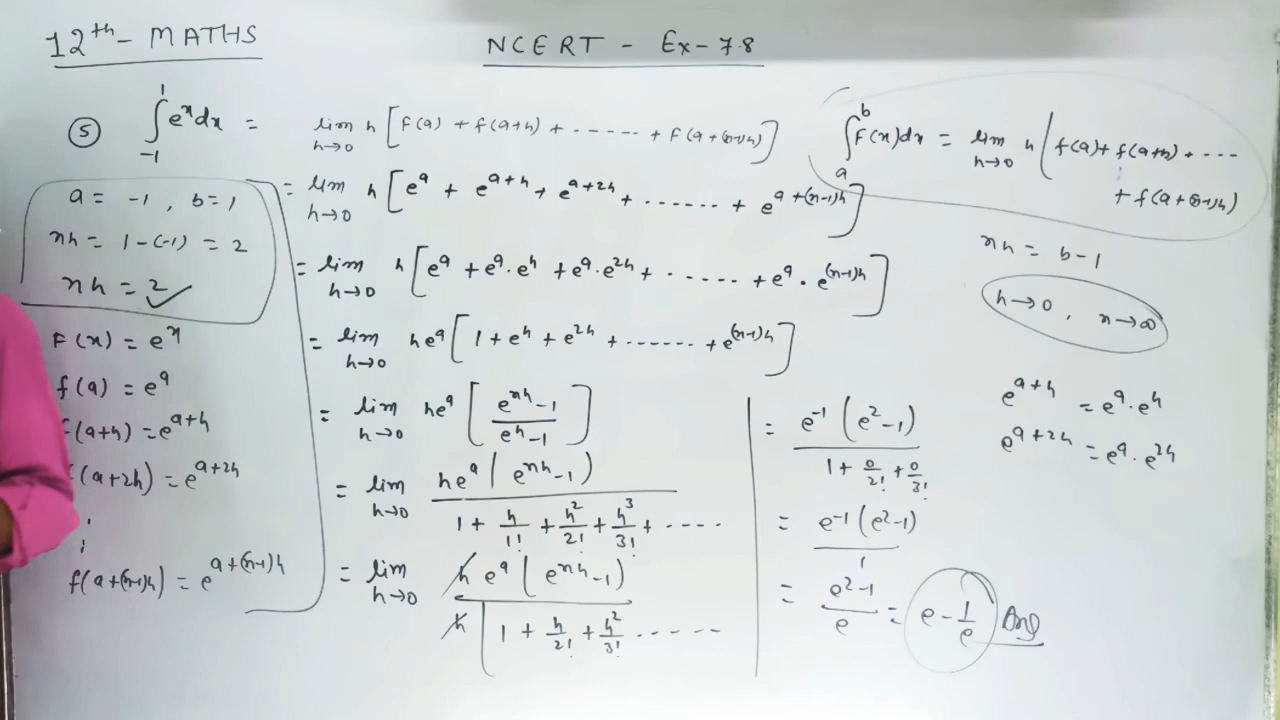 12ᵗʰ- MATHS
NCERT - Ex-7.8
⑤ ∫₋₁¹ eˣdx = lim h→0 h[f(a) + f(a+h) + ...... + f(a+(n-1)h)]
= lim h→0 h[eᵃ + eᵃ⁺ʰ + eᵃ⁺²ʰ + ...... + eᵃ⁺⁽ⁿ⁻¹⁾ʰ]
= lim h→0 h[eᵃ + eᵃ.eʰ + eᵃ.e²ʰ + ...... + eᵃ.e⁽ⁿ⁻¹⁾ʰ]
= lim h→0 heᵃ[1 + eʰ + e²ʰ + ...... + e⁽ⁿ⁻¹⁾ʰ]
= lim h→0 heᵃ[(eⁿʰ-1)/(eʰ-1)]
= lim h→0 heᵃ(eⁿʰ-1) / 1 + h/1! + h²/2! + h³/3! + ....
= lim h→0 h eᵃ(eⁿʰ-1) / h[1 + h/2! + h²/3! ......
a = -1, b = 1
nh = 1-(-1) = 2
nh = 2 ✓
F(x) = eˣ
f(a) = eᵃ
f(a+h) = eᵃ⁺ʰ
(a+2h) = eᵃ⁺²ʰ
⋮
f(a+(n-1)h) = eᵃ⁺⁽ⁿ⁻¹⁾ʰ
= e⁻¹(e²-1) / 1 + 0/2! + 0/3!
= e⁻¹(e²-1) / 1
= (e²-1)/e = e - 1/e Ans
∫ₐᵇ F(x)dx = lim h→0 h[f(a) + f(a+h) + ....
+ f(a+(n-1)h)
nh = b-1
h→0, n→∞
eᵃ⁺ʰ = eᵃ.eʰ
eᵃ⁺²ʰ = eᵃ.e²ʰ